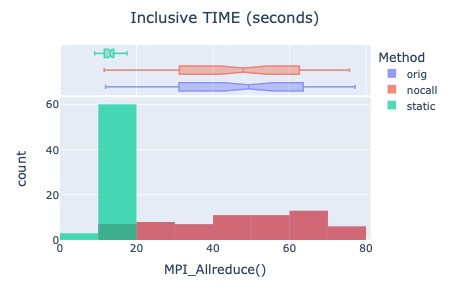 Inclusive TIME (seconds)
Method
orig
nocall
static
60
40
20
0
0 20 40 60 80
count
MPI_Allreduce()